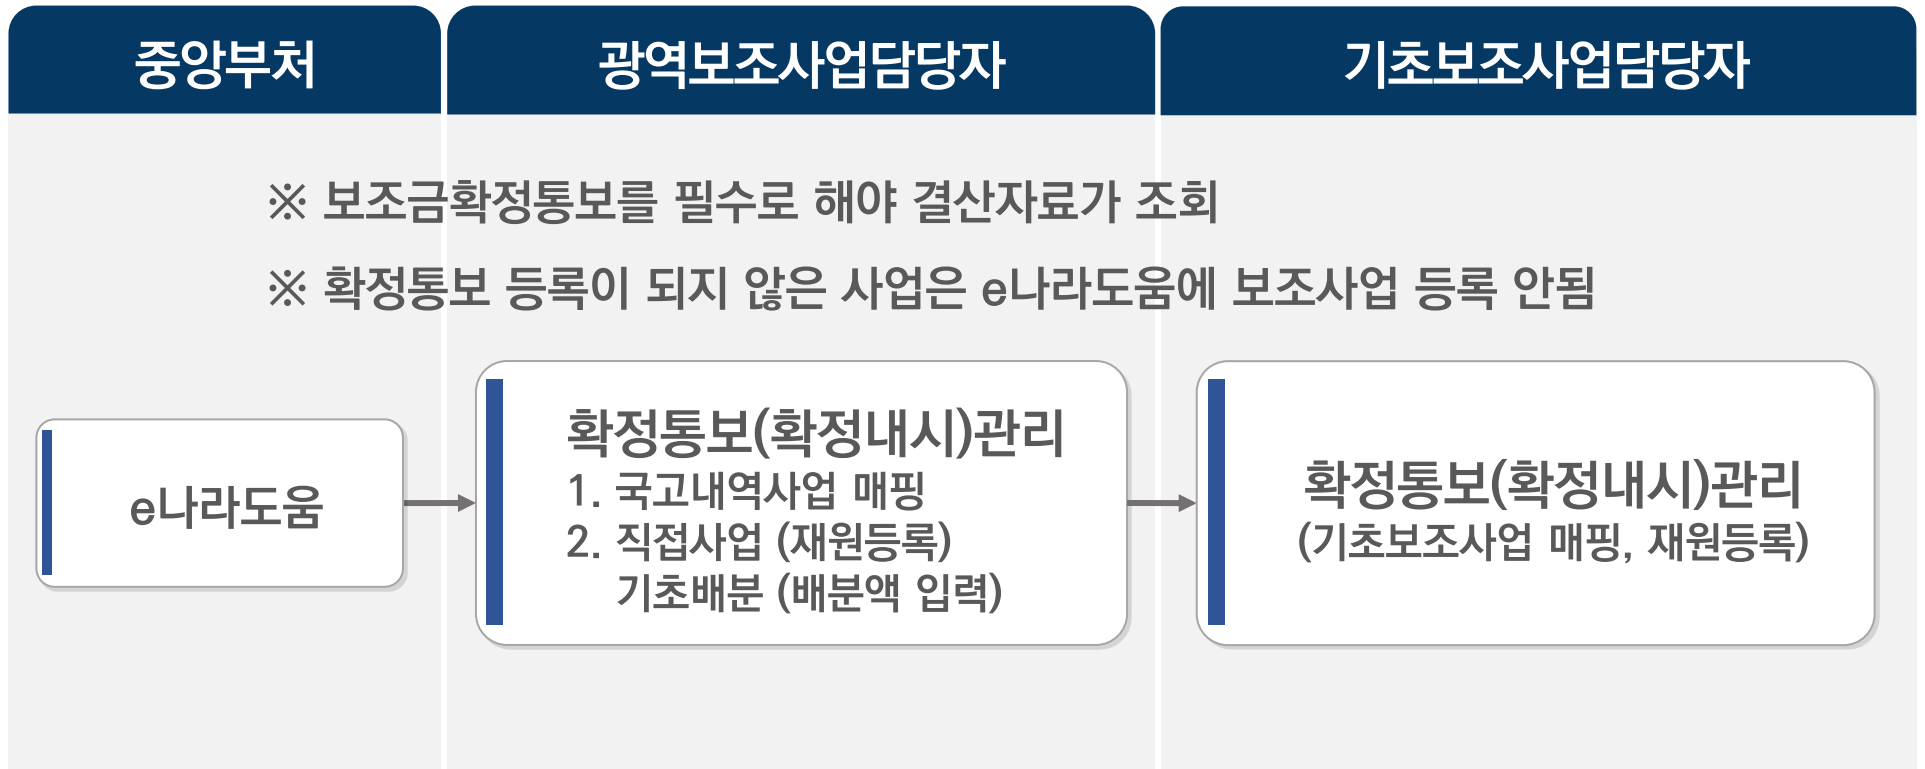 중앙부처
광역보조사업담당자
기초보조사업담당자
※ 보조금확정통보를 필수로 해야 결산자료가 조회
※ 확정통보 등록이 되지 않은 사업은 e나라도움에 보조사업 등록 안됨
e나라도움
확정통보(확정내시)관리
1. 국고내역사업 매핑
2. 직접사업 (재원등록)
기초배분 (배분액 입력)
확정통보(확정내시)관리
(기초보조사업 매핑, 재원등록)